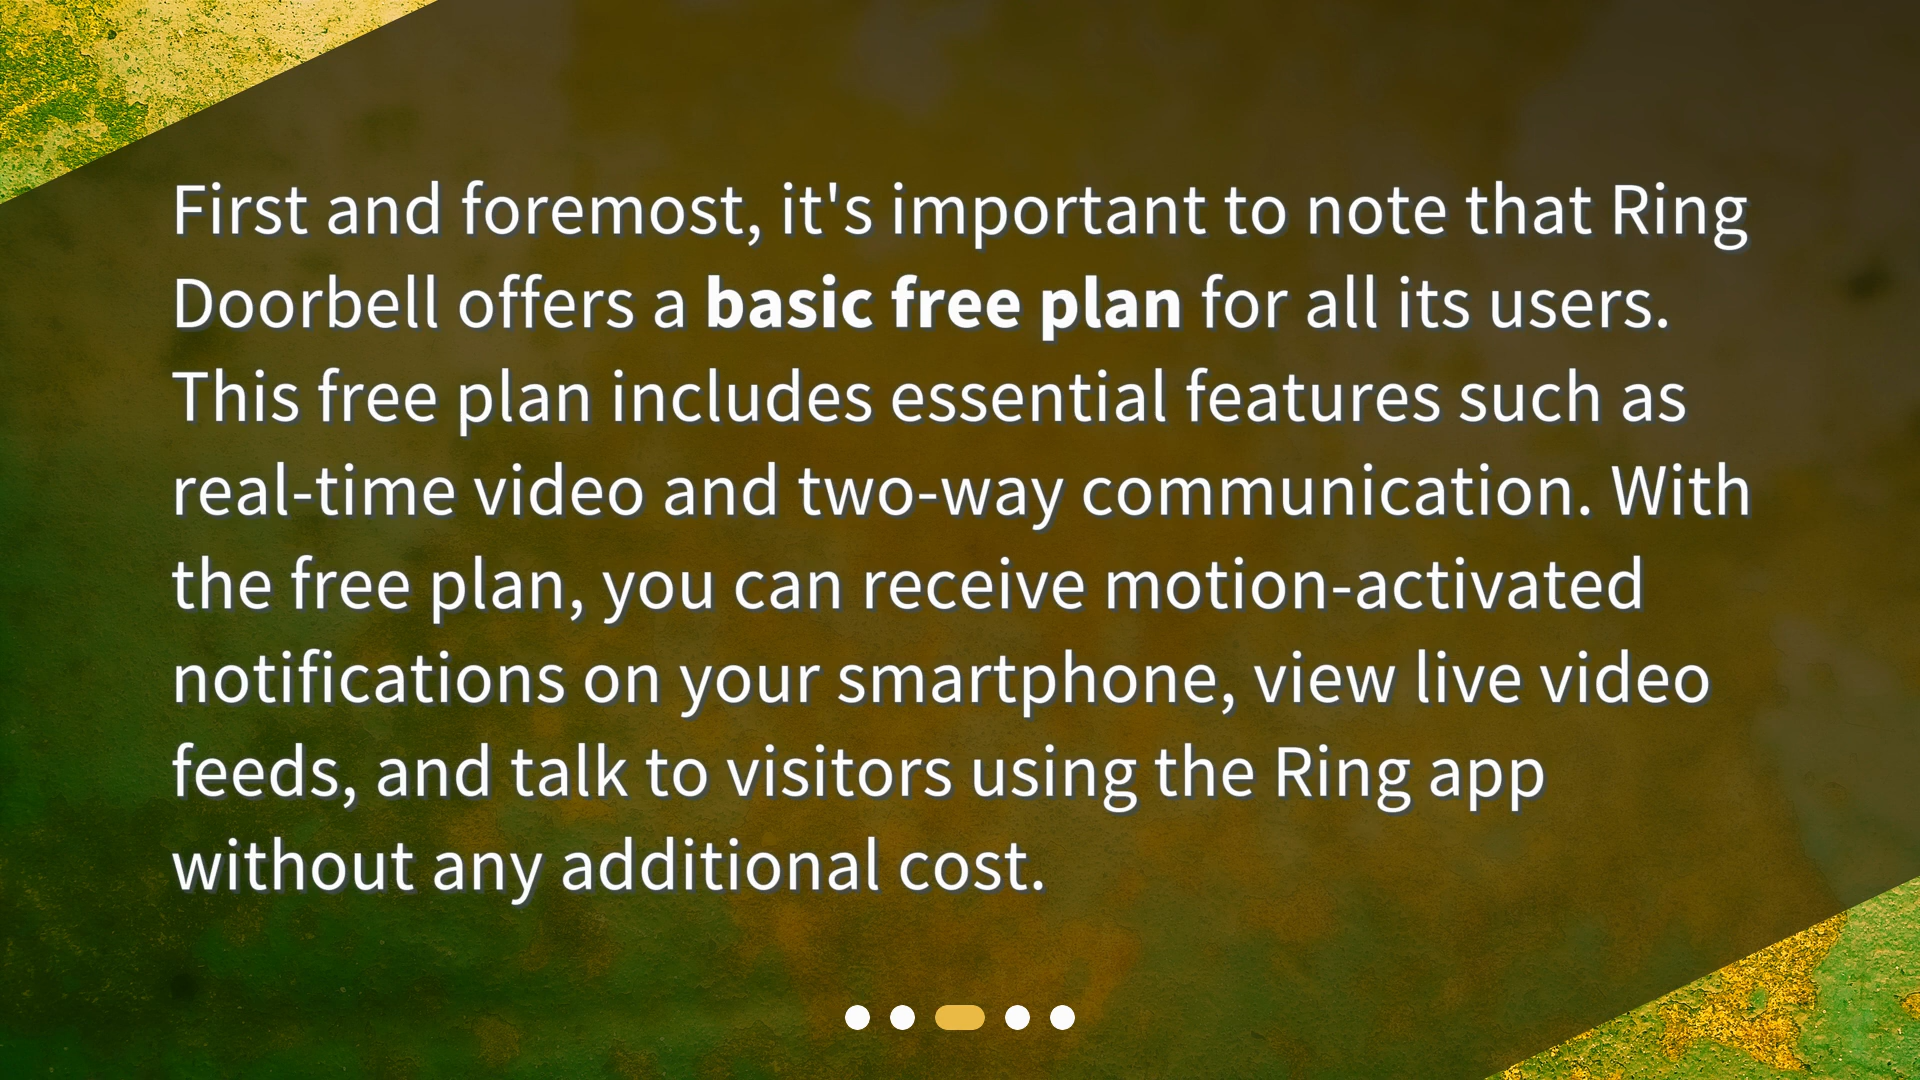 First and foremost, it's important to note that Ring
Doorbell offers a basic free plan for all its users.
This free plan includes essential features such as
real-time video and two-way communication. With
the free plan, you can receive motion-activated
notifications on your smartphone, view live video
feeds, and talk to visitors using the Ring app
without any additional cost.